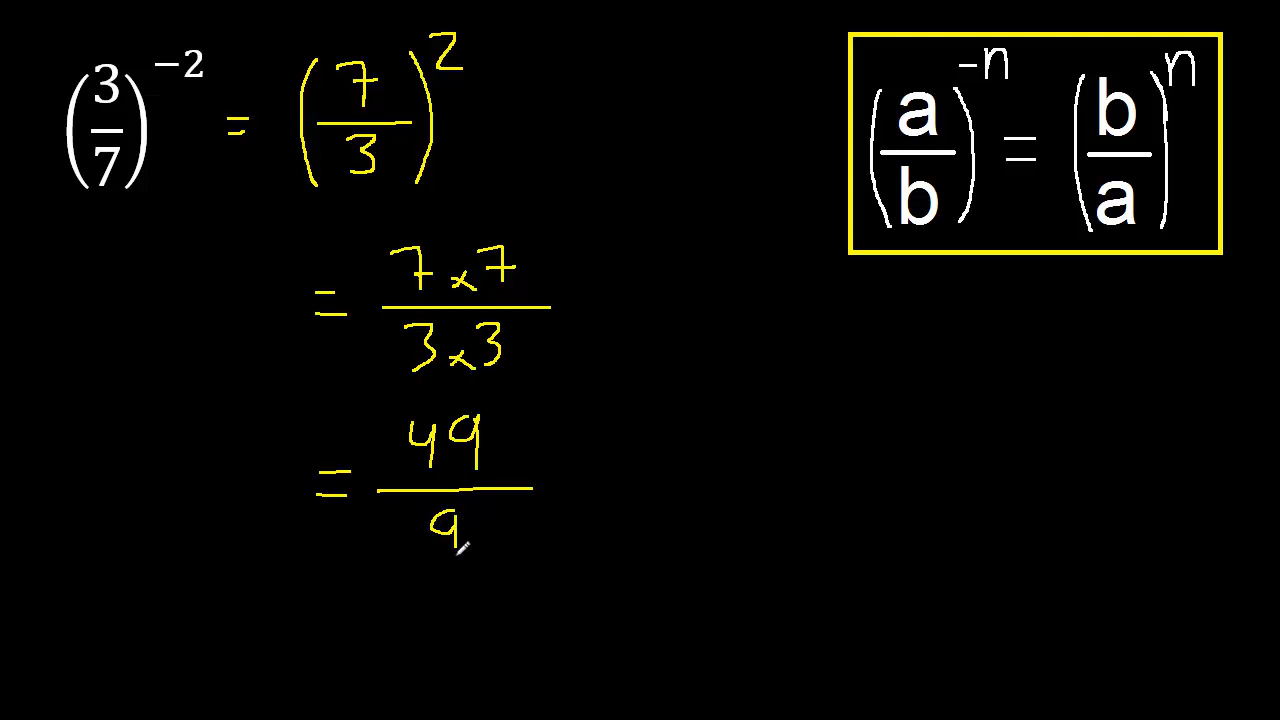 (3/7)^−2 = (7/3)^2
= 7×7/3×3
= 49/9
(a/b)^-n = (b/a)^n